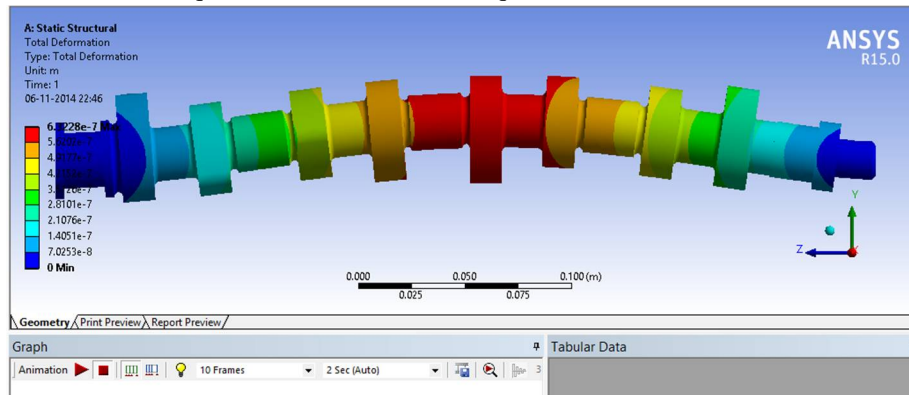 A: Static Structural
Total Deformation
Type: Total Deformation
Unit: m
Time: 1
06-11-2014 22:46
ANSYS
R15.0
2.8101e-7
2.1076e-7
1.4051e-7
7.0253e-8
0 Min
Y
Z
0.000 0.050 0.100 (m)
0.025 0.075
Geometry Print Preview Report Preview
Graph
Tabular Data
Animation 10 Frames 2 Sec (Auto) 3